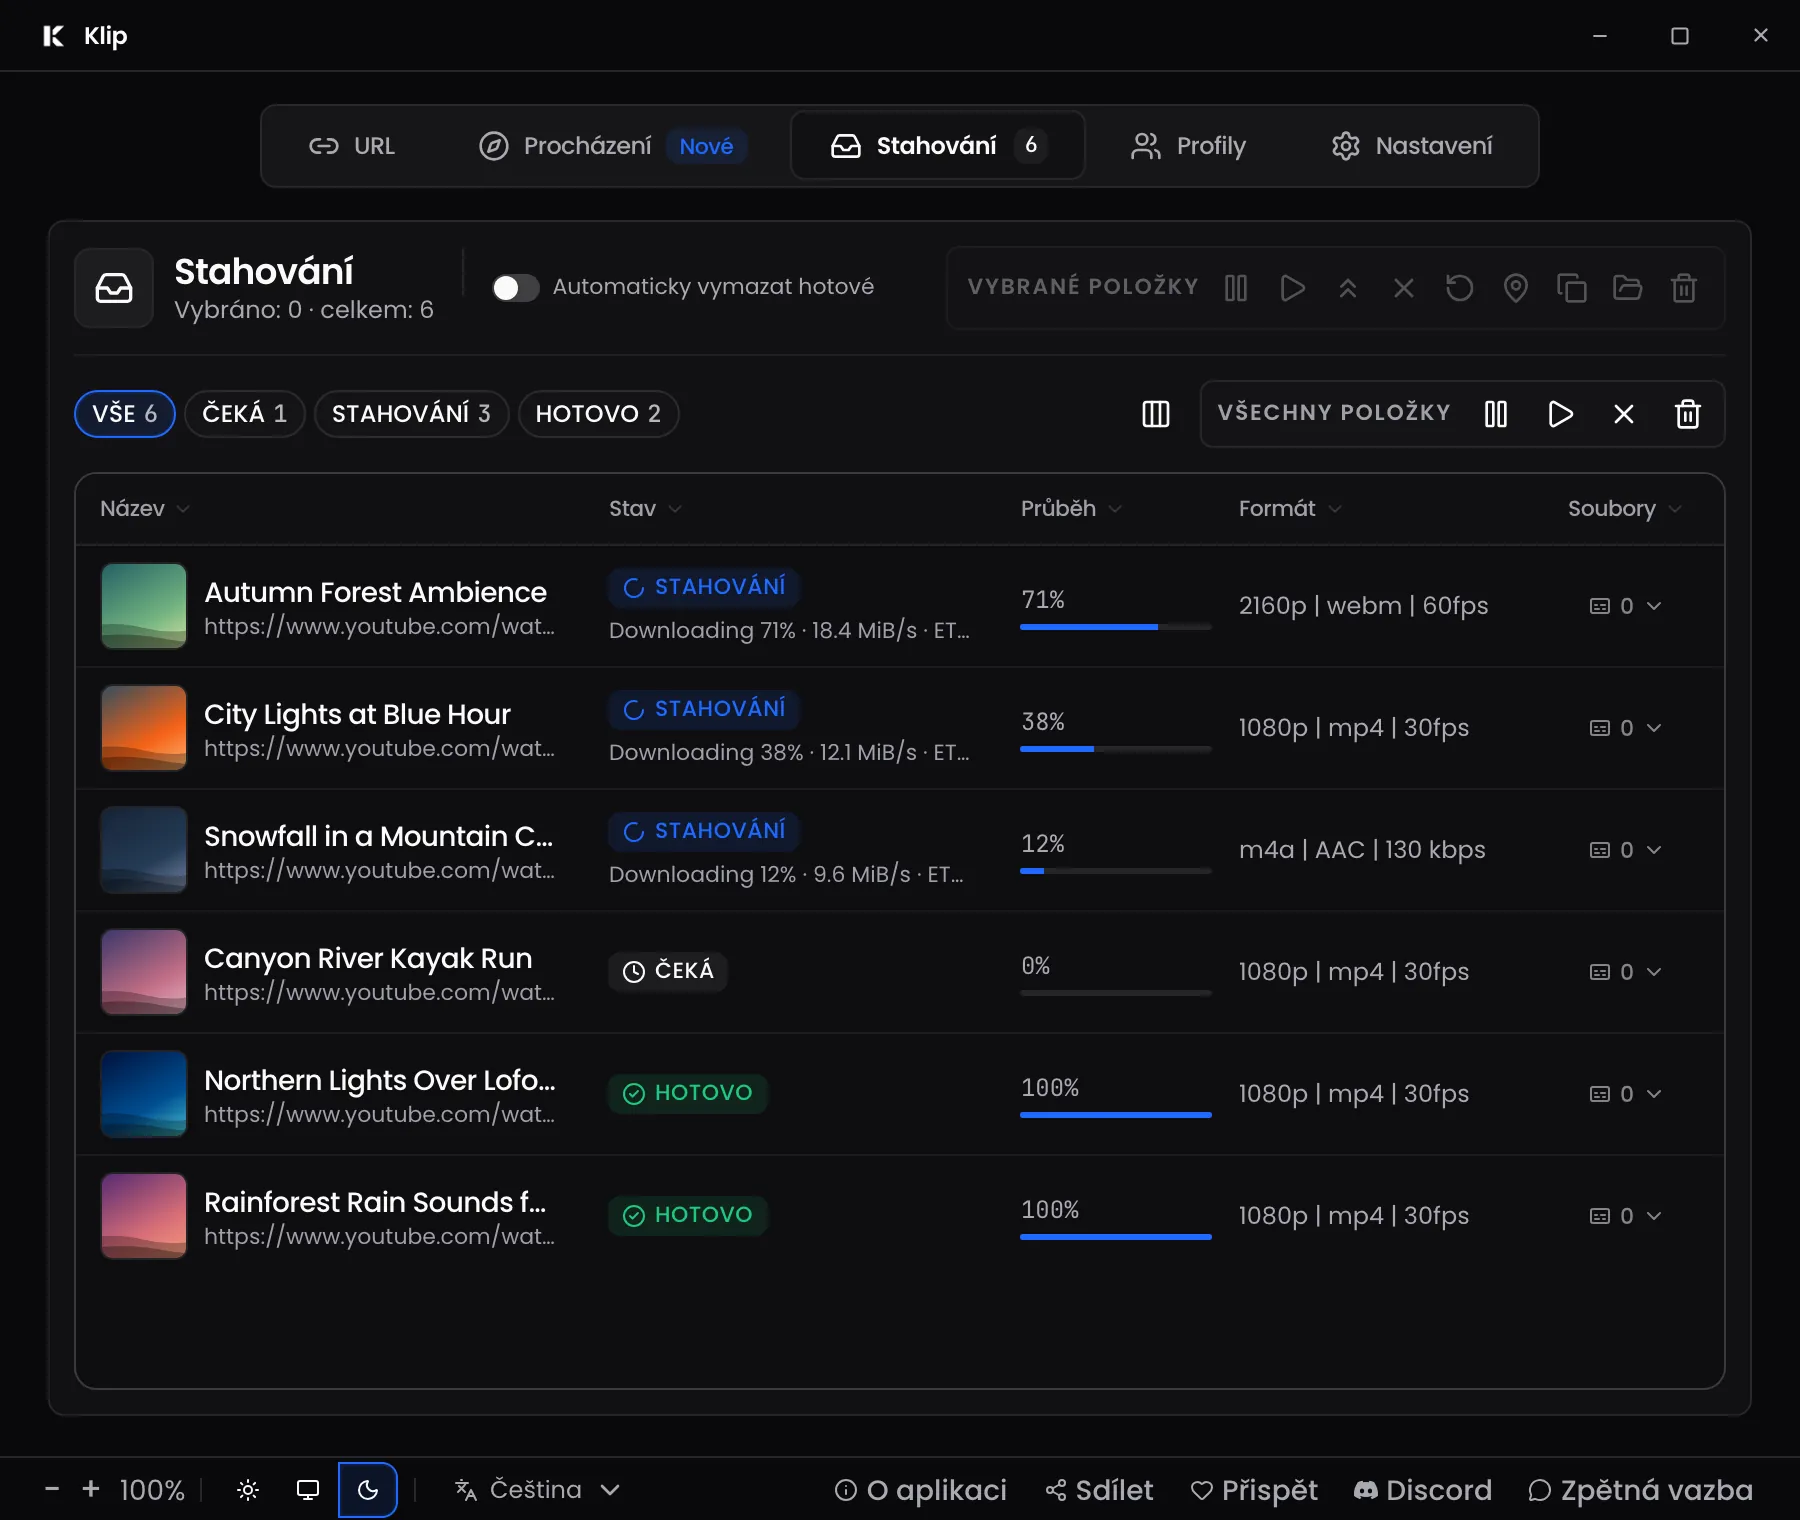 Klip
URL
Procházení Nové
Stahování 6
Profily
Nastavení
Stahování
Vybráno: 0 · celkem: 6
Automaticky vymazat hotové
VYBRANÉ POLOŽKY
VŠE 6
ČEKÁ 1
STAHOVÁNÍ 3
HOTOVO 2
VŠECHNY POLOŽKY
Název
Stav
Průběh
Formát
Soubory
Autumn Forest Ambience
https://www.youtube.com/wat...
STAHOVÁNÍ
Downloading 71% · 18.4 MiB/s · ET...
71%
2160p | webm | 60fps
0
City Lights at Blue Hour
https://www.youtube.com/wat...
STAHOVÁNÍ
Downloading 38% · 12.1 MiB/s · ET...
38%
1080p | mp4 | 30fps
0
Snowfall in a Mountain C...
https://www.youtube.com/wat...
STAHOVÁNÍ
Downloading 12% · 9.6 MiB/s · ET...
12%
m4a | AAC | 130 kbps
0
Canyon River Kayak Run
https://www.youtube.com/wat...
ČEKÁ
0%
1080p | mp4 | 30fps
0
Northern Lights Over Lofo...
https://www.youtube.com/wat...
HOTOVO
100%
1080p | mp4 | 30fps
0
Rainforest Rain Sounds f...
https://www.youtube.com/wat...
HOTOVO
100%
1080p | mp4 | 30fps
0
− + 100%
Čeština
O aplikaci
Sdílet
Přispět
Discord
Zpětná vazba